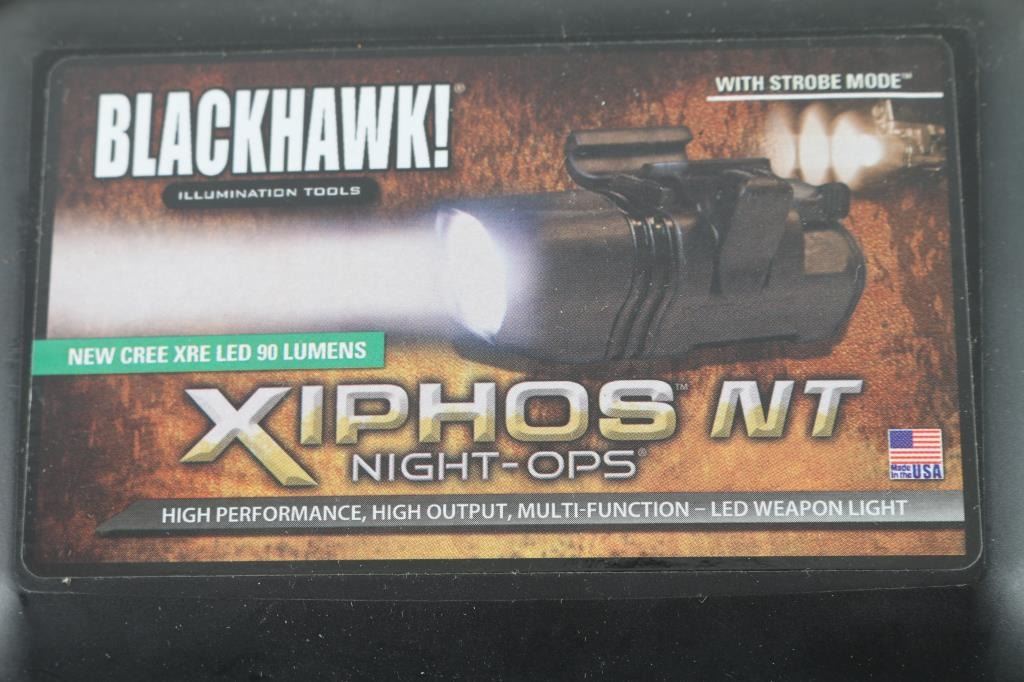 BLACKHAWK!®
ILLUMINATION TOOLS
WITH STROBE MODE™
NEW CREE XRE LED 90 LUMENS
XIPHOS™ NT
NIGHT-OPS®
Made
in the USA
HIGH PERFORMANCE, HIGH OUTPUT, MULTI-FUNCTION – LED WEAPON LIGHT